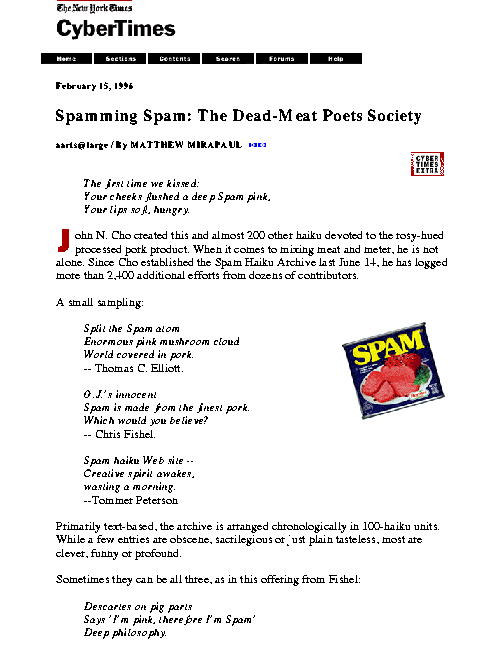 The New York Times
CyberTimes
Home Sections Contents Search Forums Help
February 15, 1996
Spamming Spam: The Dead-Meat Poets Society
aarts@large / By MATTHEW MIRAPAUL
CYBER
TIMES
EXTRA
The first time we kissed:
Your cheeks flushed a deep Spam pink,
Your lips soft, hungry.
John N. Cho created this and almost 200 other haiku devoted to the rosy-hued
processed pork product. When it comes to mixing meat and meter, he is not
alone. Since Cho established the Spam Haiku Archive last June 14, he has logged
more than 2,400 additional efforts from dozens of contributors.
A small sampling:
Split the Spam atom
Enormous pink mushroom cloud
World covered in pork.
-- Thomas C. Elliott.
SPAM
O.J.'s innocent
Spam is made from the finest pork.
Which would you believe?
-- Chris Fishel.
Spam haiku Web site --
Creative spirit awakes,
wasting a morning.
--Tommer Peterson
Primarily text-based, the archive is arranged chronologically in 100-haiku units.
While a few entries are obscene, sacrilegious or just plain tasteless, most are
clever, funny or profound.
Sometimes they can be all three, as in this offering from Fishel:
Descartes on pig parts
Says 'I'm pink, therefore I'm Spam'
Deep philosophy.